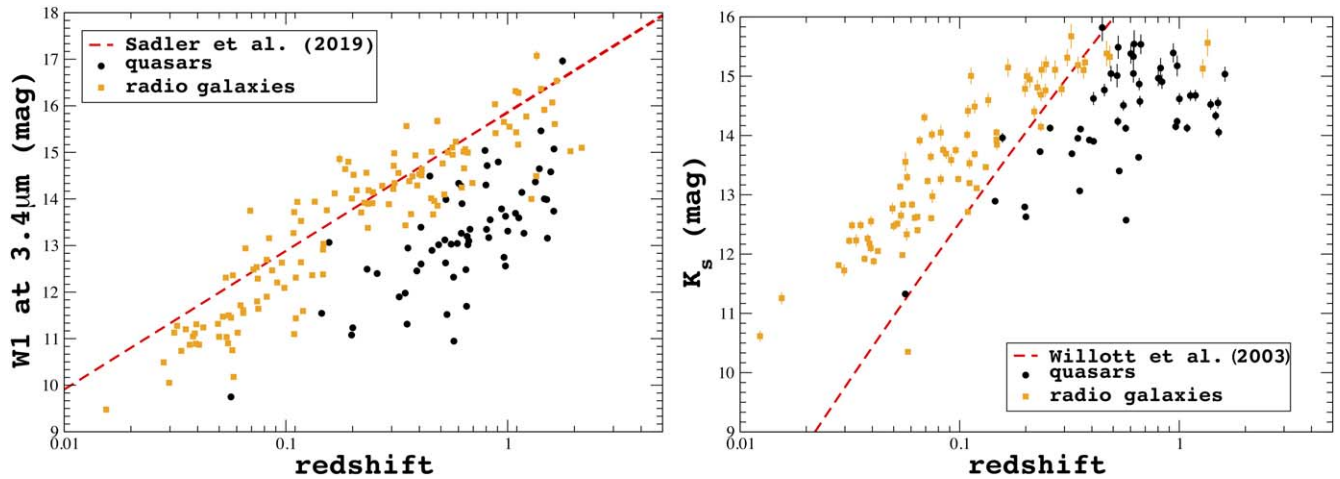 18
17
16
15
14
13
12
11
10
9
0.01
0.1
1
W1 at 3.4μm (mag)
redshift
Sadler et al. (2019)
quasars
radio galaxies
16
15
14
13
12
11
10
9
0.01
0.1
1
Ks (mag)
redshift
Willott et al. (2003)
quasars
radio galaxies